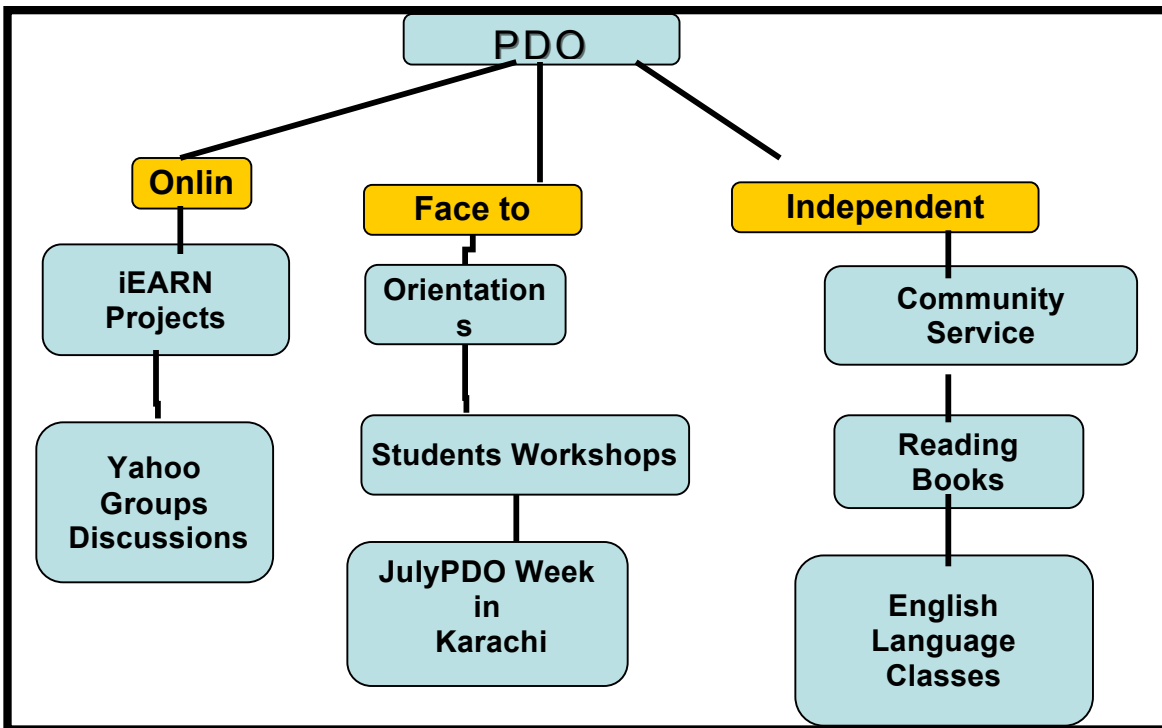 PDO
Onlin
iEARN
Projects
Yahoo
Groups
Discussions
Face to
Orientation
s
Students Workshops
JulyPDO Week
in
Karachi
Independent
Community
Service
Reading
Books
English
Language
Classes